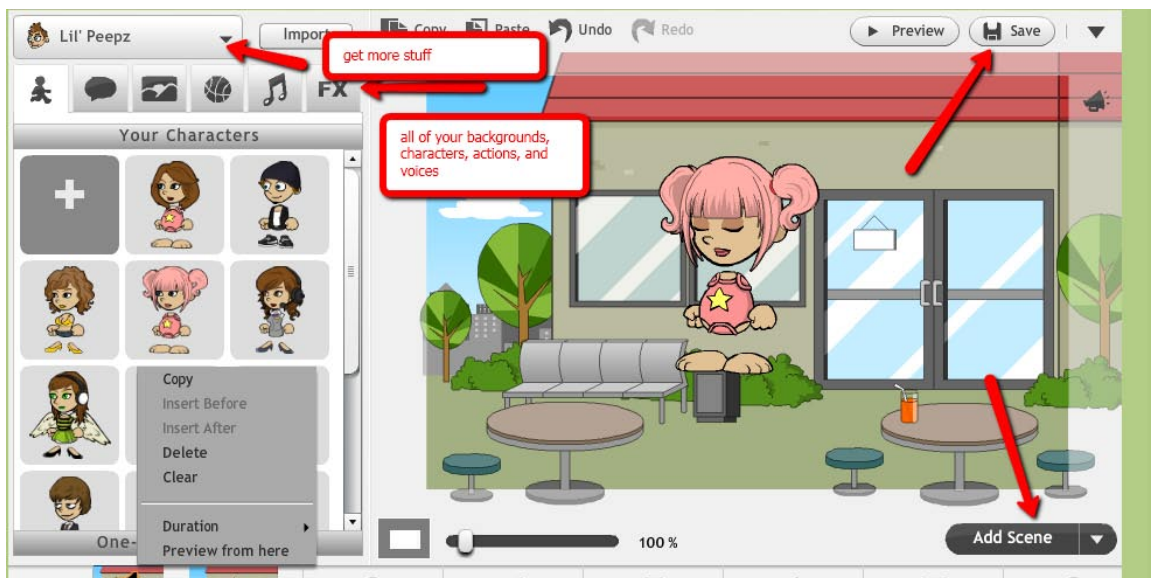 Lil' Peepz
Import
Copy
Paste
Undo
Redo
Preview
Save
get more stuff
FX
all of your backgrounds,
characters, actions, and
voices
Your Characters
Copy
Insert Before
Insert After
Delete
Clear
Duration
Preview from here
One-
100 %
Add Scene